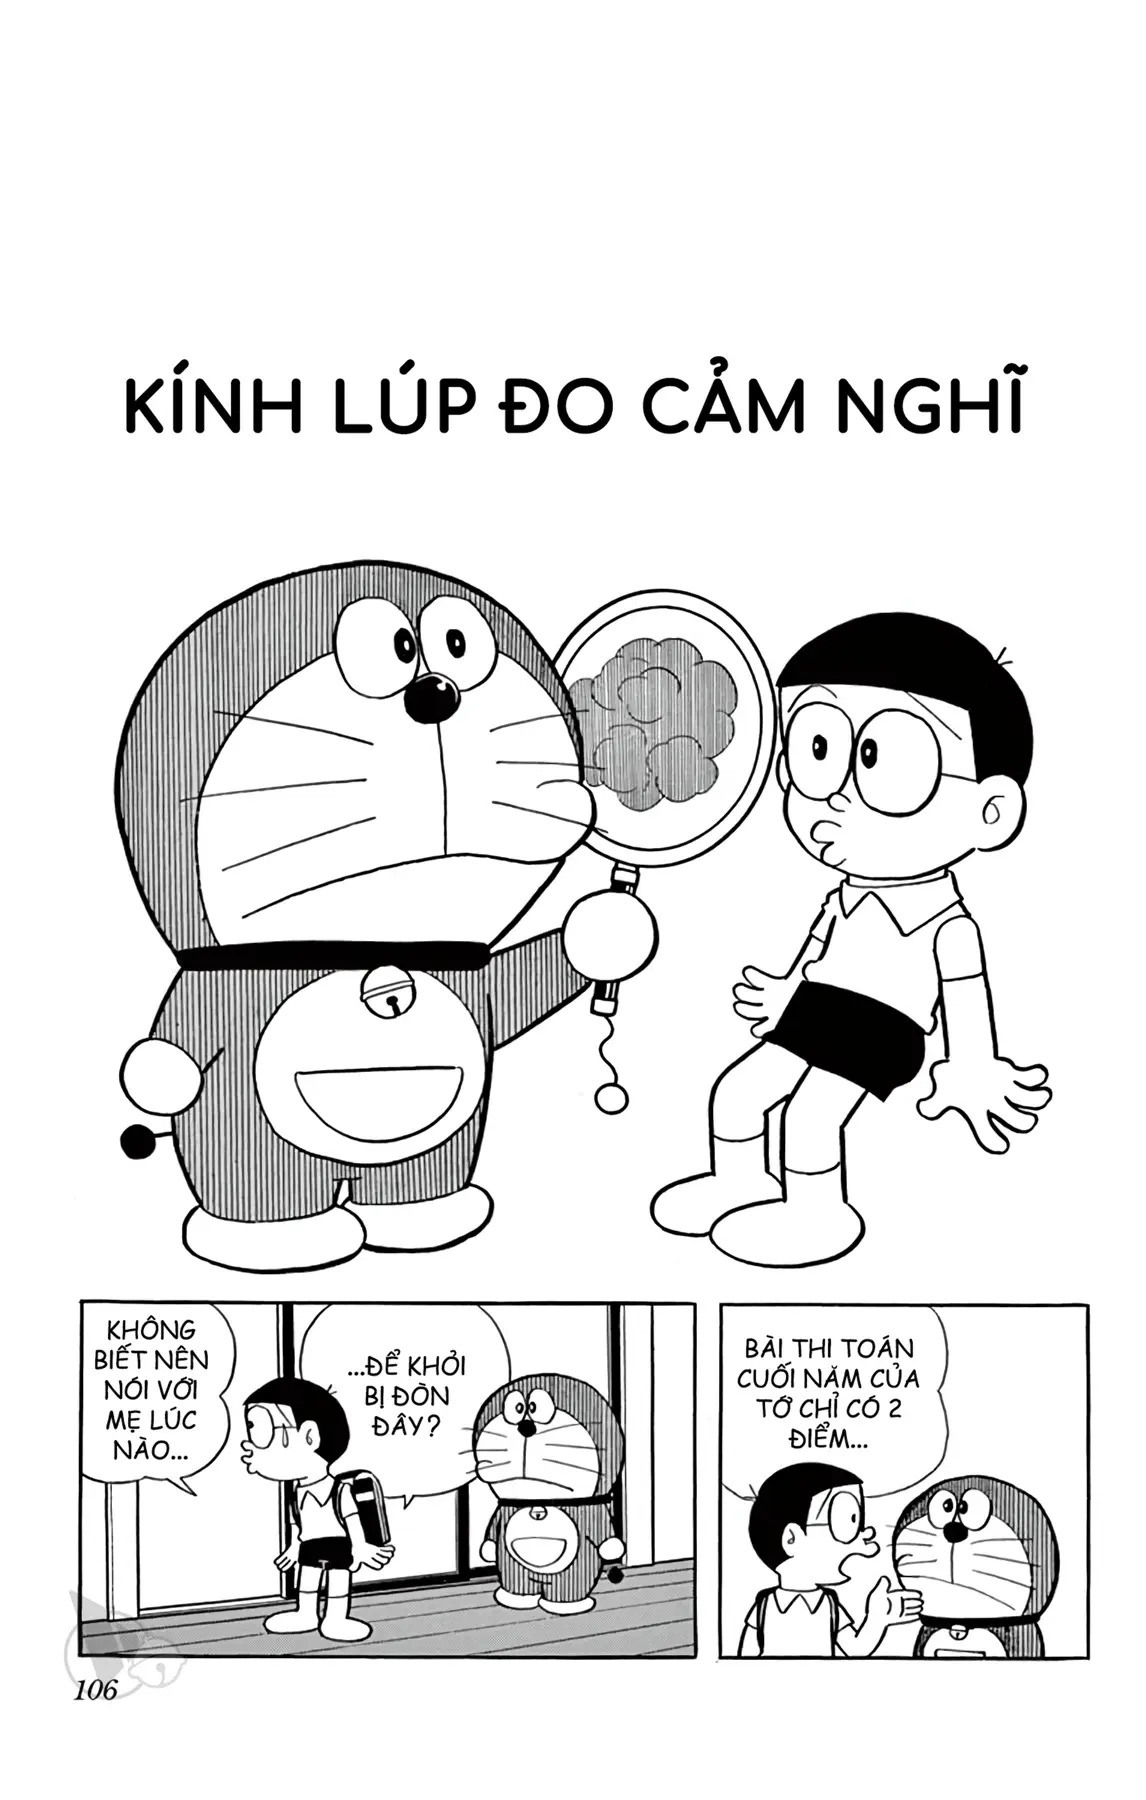 KÍNH LÚP ĐO CẢM NGHĨ
KHÔNG
BIẾT NÊN
NÓI VỚI
MẸ LÚC
NÀO...
...ĐỂ KHỎI
BỊ ĐÒN
ĐÂY?
BÀI THI TOÁN
CUỐI NĂM CỦA
TỚ CHỈ CÓ 2
ĐIỂM...
106